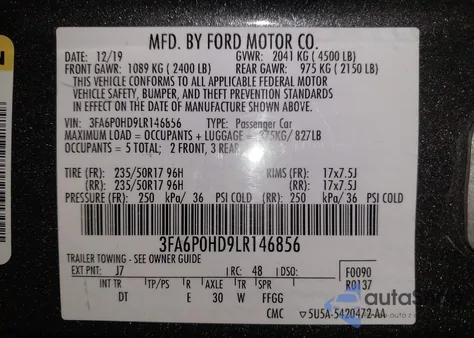 MFD. BY FORD MOTOR CO.
DATE: 12/19 GVWR: 2041 KG ( 4500 LB)
FRONT GAWR: 1089 KG ( 2400 LB) REAR GAWR: 975 KG ( 2150 LB)
THIS VEHICLE CONFORMS TO ALL APPLICABLE FEDERAL MOTOR
VEHICLE SAFETY, BUMPER, AND THEFT PREVENTION STANDARDS
IN EFFECT ON THE DATE OF MANUFACTURE SHOWN ABOVE.
VIN: 3FA6P0HD9LR146856 TYPE: Passenger Car
MAXIMUM LOAD = OCCUPANTS + LUGGAGE = 375KG/ 827LB
OCCUPANTS = 5 TOTAL; 2 FRONT, 3 REAR
TIRE (FR): 235/50R17 96H RIMS (FR): 17x7.5J
(RR): 235/50R17 96H (RR): 17x7.5J
PRESSURE (FR) 250 kPa/ 36 PSI COLD (RR) 250 kPa/ 36 PSI COLD
3FA6P0HD9LR146856
TRAILER TOWING - SEE OWNER GUIDE
EXT PNT: J7 RC: 48 DSO: F0090
R0137
INT TR TP/PS R AXLE TR SPR
DT E 30 W FFGG
CMC 5U5A-5420472-AA